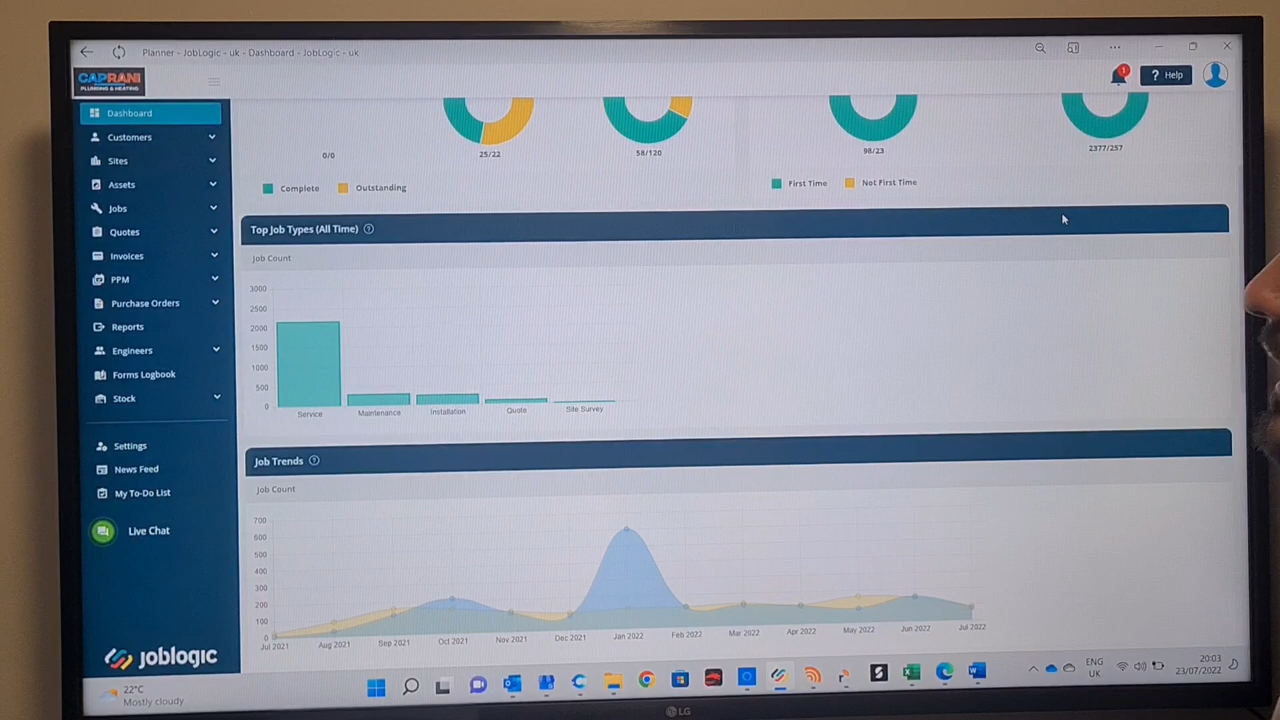 Planner - JobLogic - uk - Dashboard - JobLogic - uk
CAPRANI
PLUMBING & HEATING
1
? Help
Dashboard
Customers
Sites
Assets
Jobs
Quotes
Invoices
PPM
Purchase Orders
Reports
Engineers
Forms Logbook
Stock
Settings
News Feed
My To-Do List
Live Chat
joblogic
0/0
25/22
58/120
98/23
2377/257
Complete
Outstanding
First Time
Not First Time
Top Job Types (All Time) ?
Job Count
3000
2500
2000
1500
1000
500
0
Service
Maintenance
Installation
Quote
Site Survey
Job Trends ?
Job Count
700
600
500
400
300
200
100
0
Jul 2021
Aug 2021
Sep 2021
Oct 2021
Nov 2021
Dec 2021
Jan 2022
Feb 2022
Mar 2022
Apr 2022
May 2022
Jun 2022
Jul 2022
22°C
Mostly cloudy
ENG
UK
20:03
23/07/2022
LG